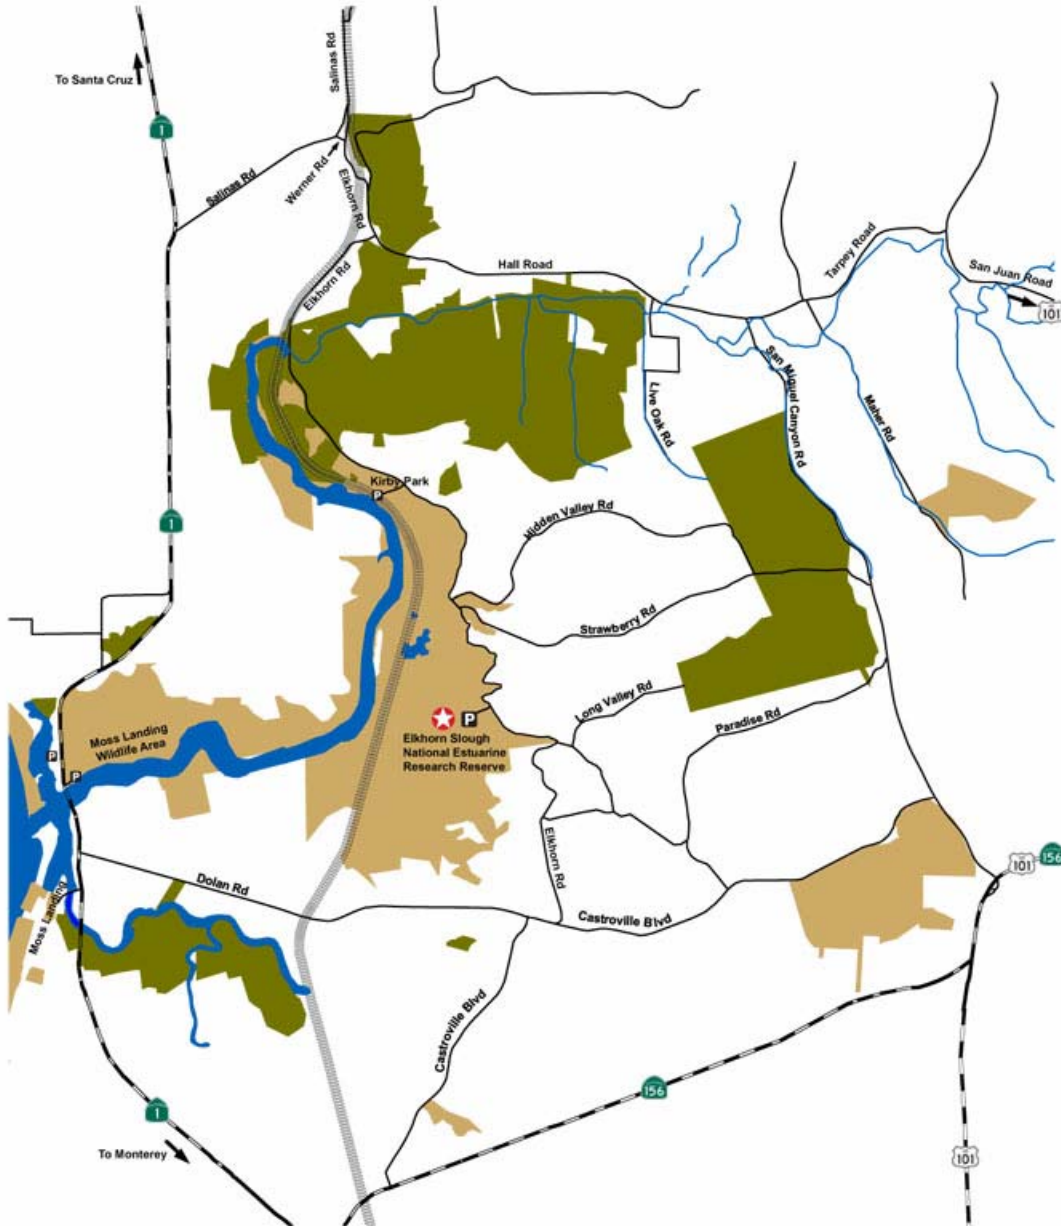 Salinas Rd
To Santa Cruz
1
Salinas Rd
Werner Rd
Elkhorn Rd
Elkhorn Rd
Hall Road
Tarpey Road
San Juan Road
101
Live Oak Rd
San Miguel Canyon Rd
Maher Rd
Kirby Park
P
1
Hidden Valley Rd
Strawberry Rd
Long Valley Rd
Paradise Rd
Moss Landing
Wildlife Area
P
P
P
Elkhorn Slough
National Estuarine
Research Reserve
Elkhorn Rd
101
156
Dolan Rd
Castroville Blvd
Moss Landing
Castroville Blvd
156
1
To Monterey
101